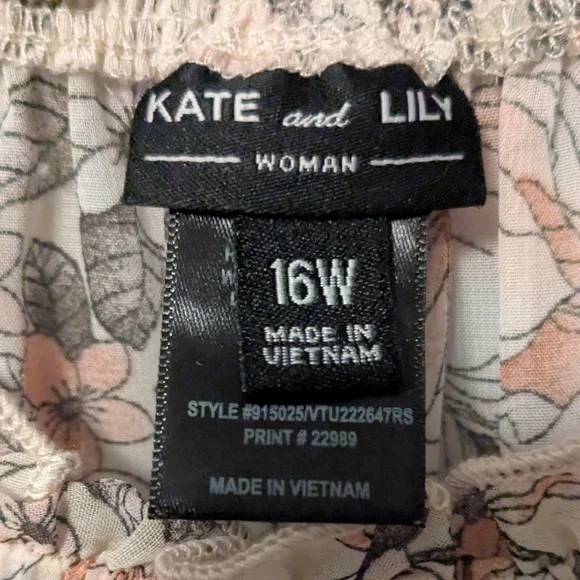 KATE and LILY
WOMAN
16W
MADE IN
VIETNAM
STYLE #915025/VTU222647RS
PRINT # 22989
MADE IN VIETNAM